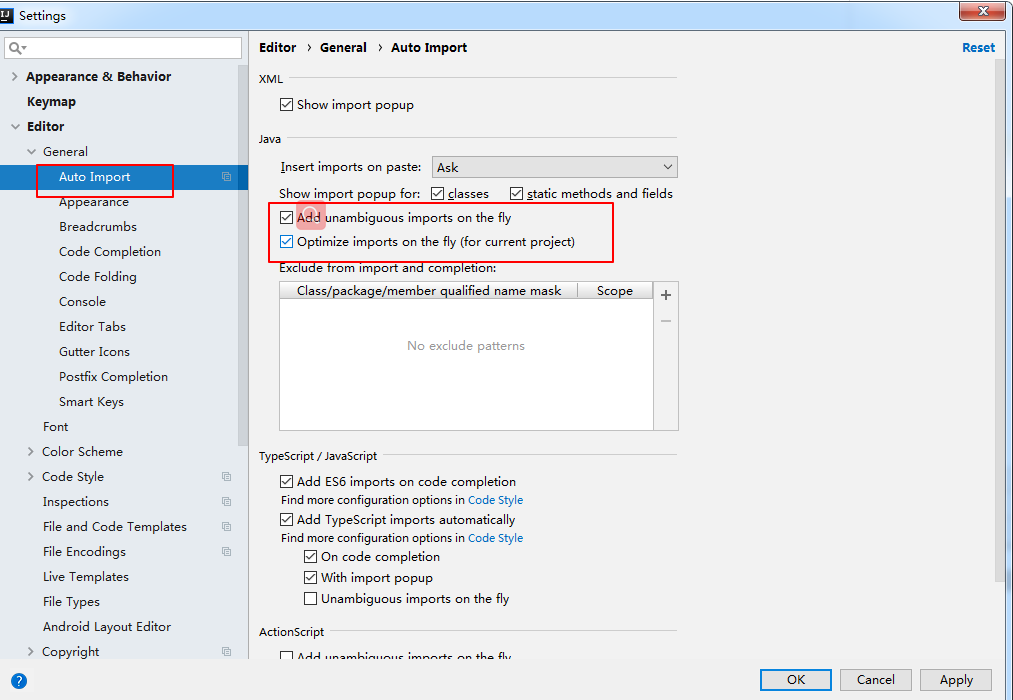 Settings
Appearance & Behavior
Keymap
Editor
General
Auto Import
Appearance
Breadcrumbs
Code Completion
Code Folding
Console
Editor Tabs
Gutter Icons
Postfix Completion
Smart Keys
Font
Color Scheme
Code Style
Inspections
File and Code Templates
File Encodings
Live Templates
File Types
Android Layout Editor
Copyright
Editor › General › Auto Import
Reset
XML
Show import popup
Java
Insert imports on paste: Ask
Show import popup for: classes static methods and fields
Add unambiguous imports on the fly
Optimize imports on the fly (for current project)
Exclude from import and completion:
Class/package/member qualified name mask Scope
No exclude patterns
TypeScript / JavaScript
Add ES6 imports on code completion
Find more configuration options in Code Style
Add TypeScript imports automatically
Find more configuration options in Code Style
On code completion
With import popup
Unambiguous imports on the fly
ActionScript
Add unambiguous imports on the fly
OK Cancel Apply